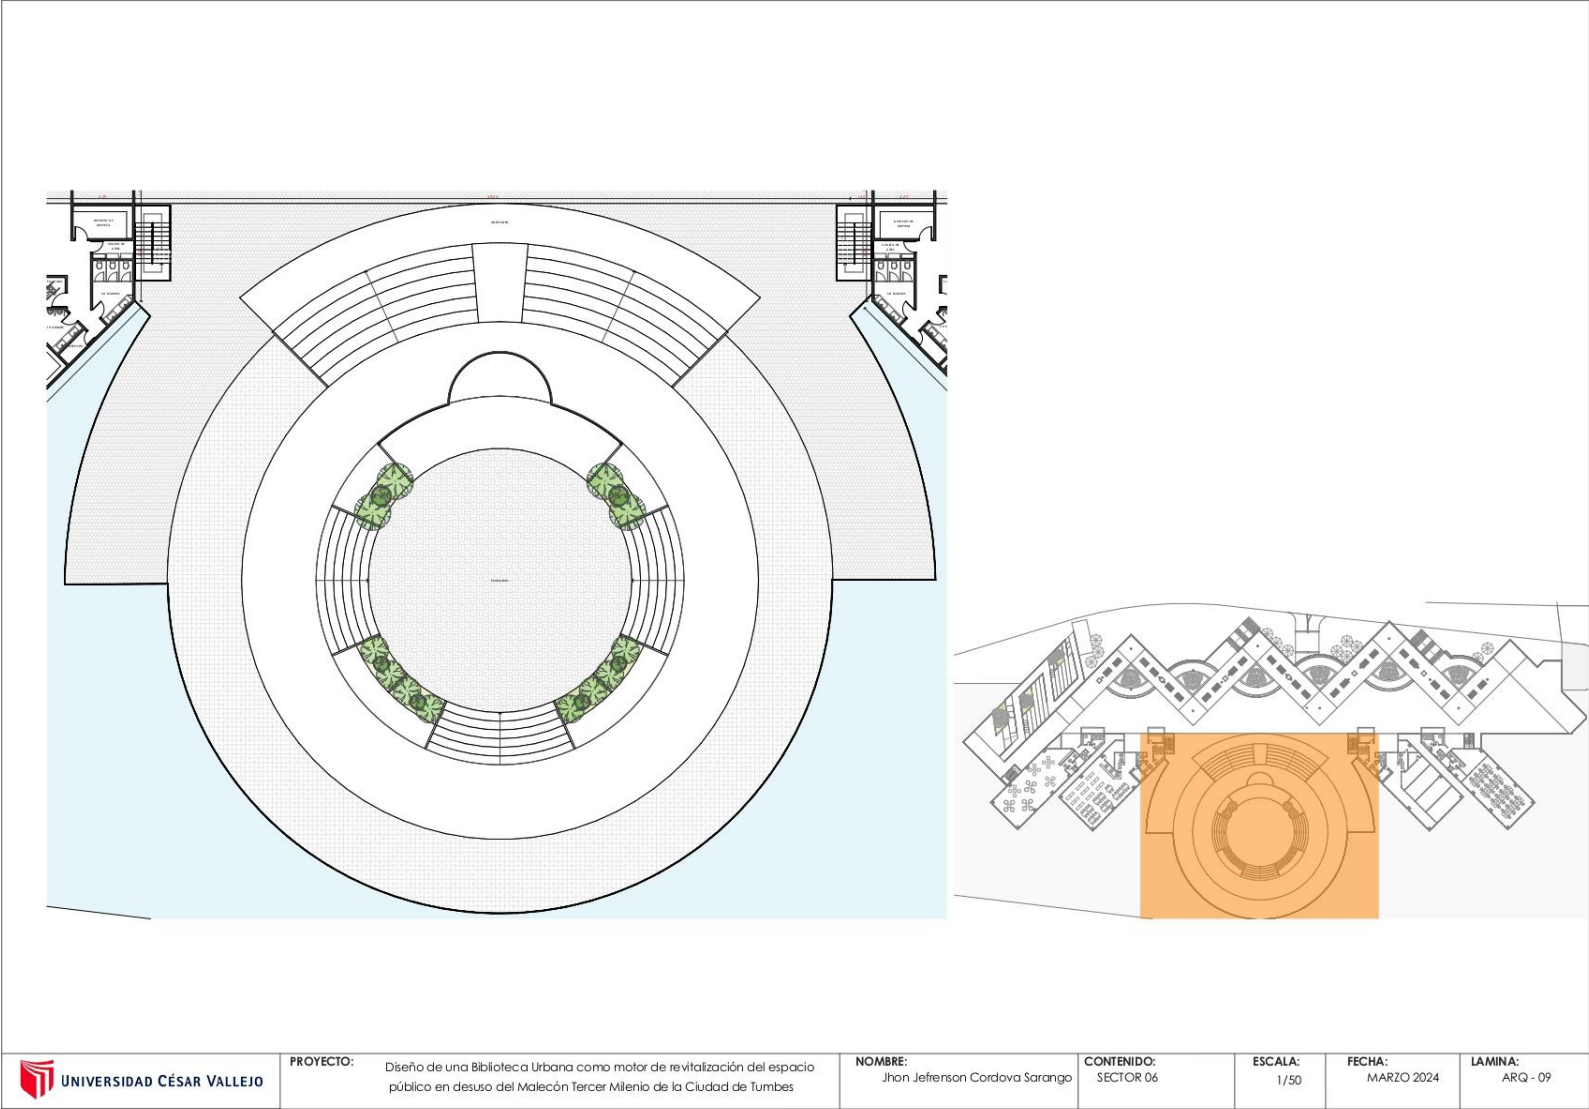 UNIVERSIDAD CÉSAR VALLEJO
PROYECTO:
Diseño de una Biblioteca Urbana como motor de revitalización del espacio
público en desuso del Malecón Tercer Milenio de la Ciudad de Tumbes
NOMBRE:
Jhon Jefrenson Cordova Sarango
CONTENIDO:
SECTOR 06
ESCALA:
1/50
FECHA:
MARZO 2024
LAMINA:
ARQ - 09